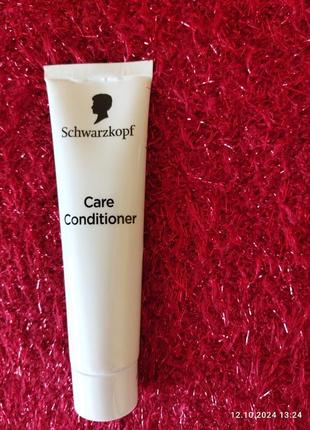 Schwarzkopf
Care
Conditioner
12.10.2024 13:24